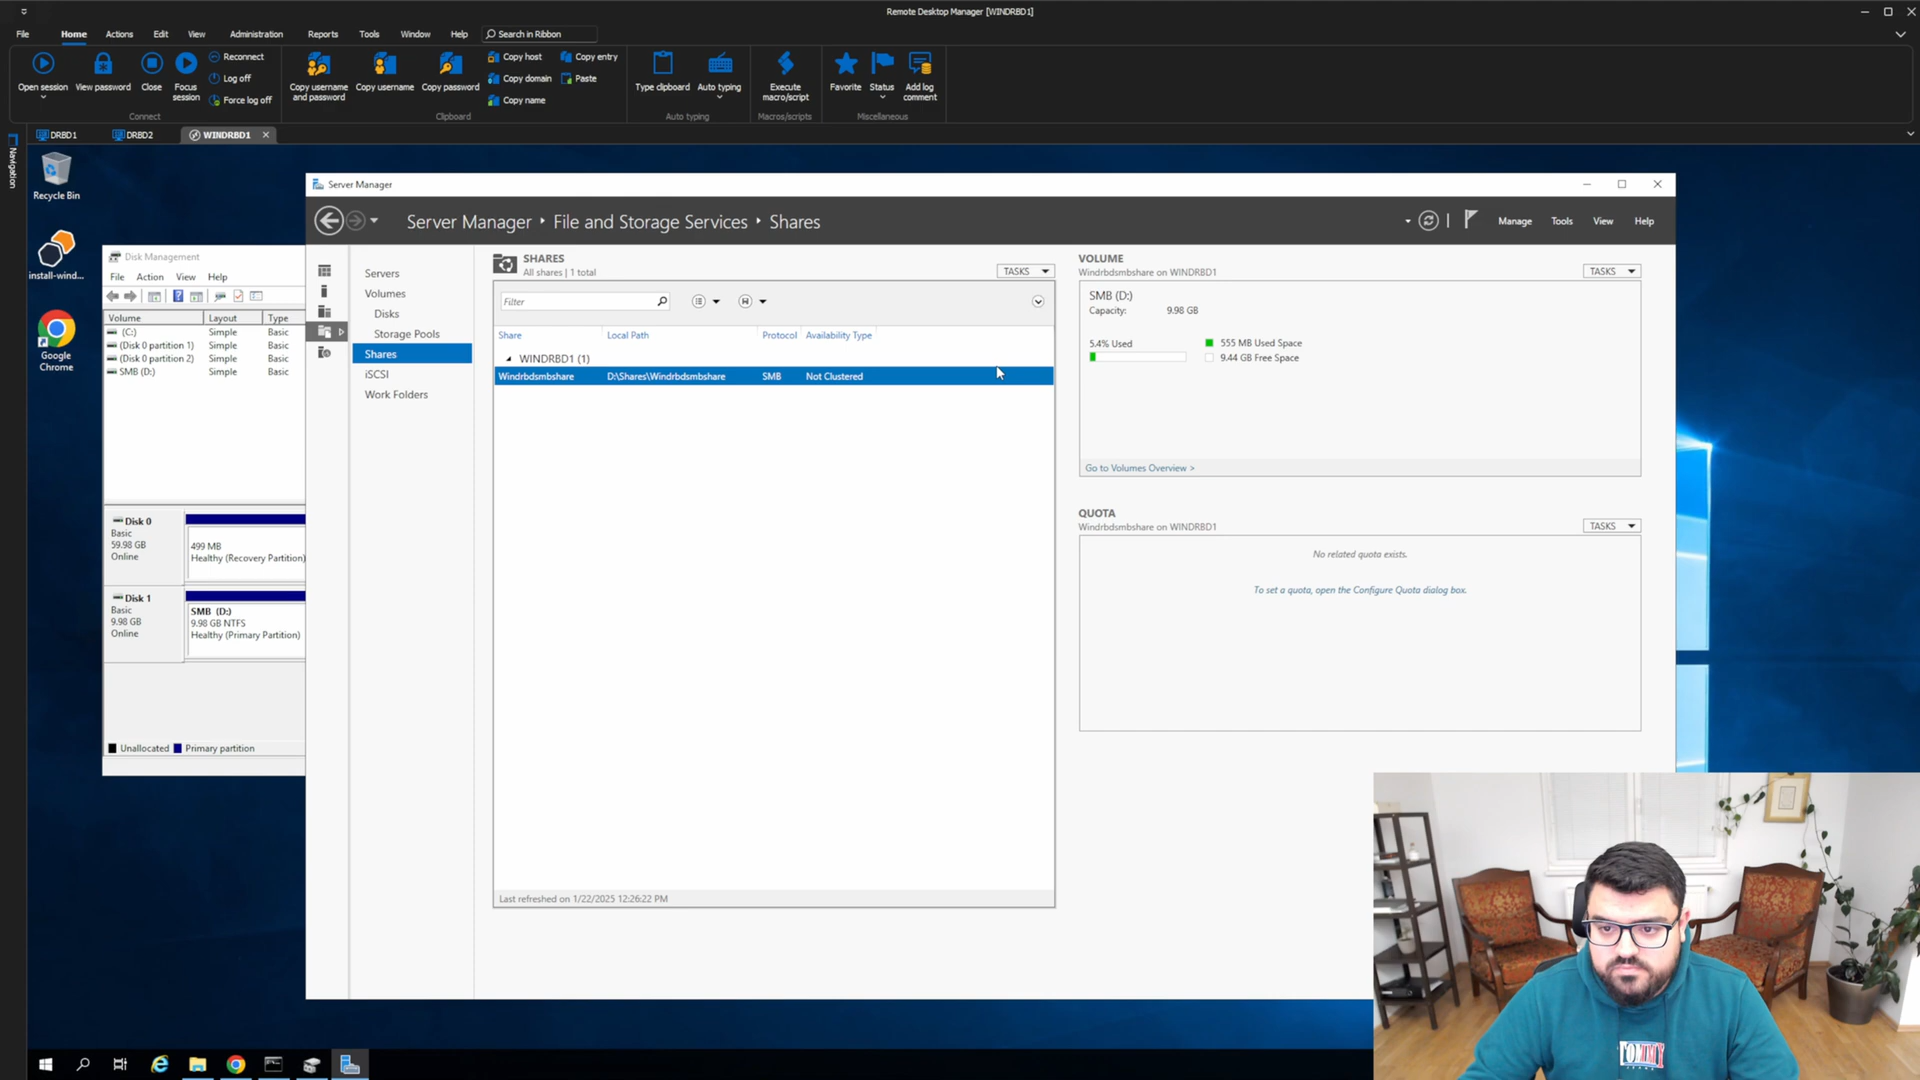 Remote Desktop Manager [WINDRBD1]
File Home Actions Edit View Administration Reports Tools Window Help Search in Ribbon
Open session
View password
Close
Focus session
Reconnect
Log off
Force log off
Connect
Copy username and password
Copy username
Copy password
Copy host
Copy domain
Copy name
Copy entry
Paste
Clipboard
Type clipboard
Auto typing
Auto typing
Execute macro/script
Macros/scripts
Favorite
Status
Add log comment
Miscellaneous
DRBD1 DRBD2 WINDRBD1
Navigation
Recycle Bin
install-wind...
Google Chrome
Disk Management
File Action View Help
Volume Layout Type
(C:) Simple Basic
(Disk 0 partition 1) Simple Basic
(Disk 0 partition 2) Simple Basic
SMB (D:) Simple Basic
Disk 0
Basic
59.98 GB
Online
499 MB
Healthy (Recovery Partition)
Disk 1
Basic
9.98 GB
Online
SMB (D:)
9.98 GB NTFS
Healthy (Primary Partition)
Unallocated Primary partition
Server Manager
Server Manager File and Storage Services Shares
Manage Tools View Help
Servers
Volumes
Disks
Storage Pools
Shares
iSCSI
Work Folders
SHARES
All shares | 1 total
TASKS
Filter
Share Local Path Protocol Availability Type
WINDRBD1 (1)
Windrbdsmbshare D:\Shares\Windrbdsmbshare SMB Not Clustered
Last refreshed on 1/22/2025 12:26:22 PM
VOLUME
Windrbdsmbshare on WINDRBD1
TASKS
SMB (D:)
Capacity: 9.98 GB
5.4% Used
555 MB Used Space
9.44 GB Free Space
Go to Volumes Overview >
QUOTA
Windrbdsmbshare on WINDRBD1
TASKS
No related quota exists.
To set a quota, open the Configure Quota dialog box.
TOMMY